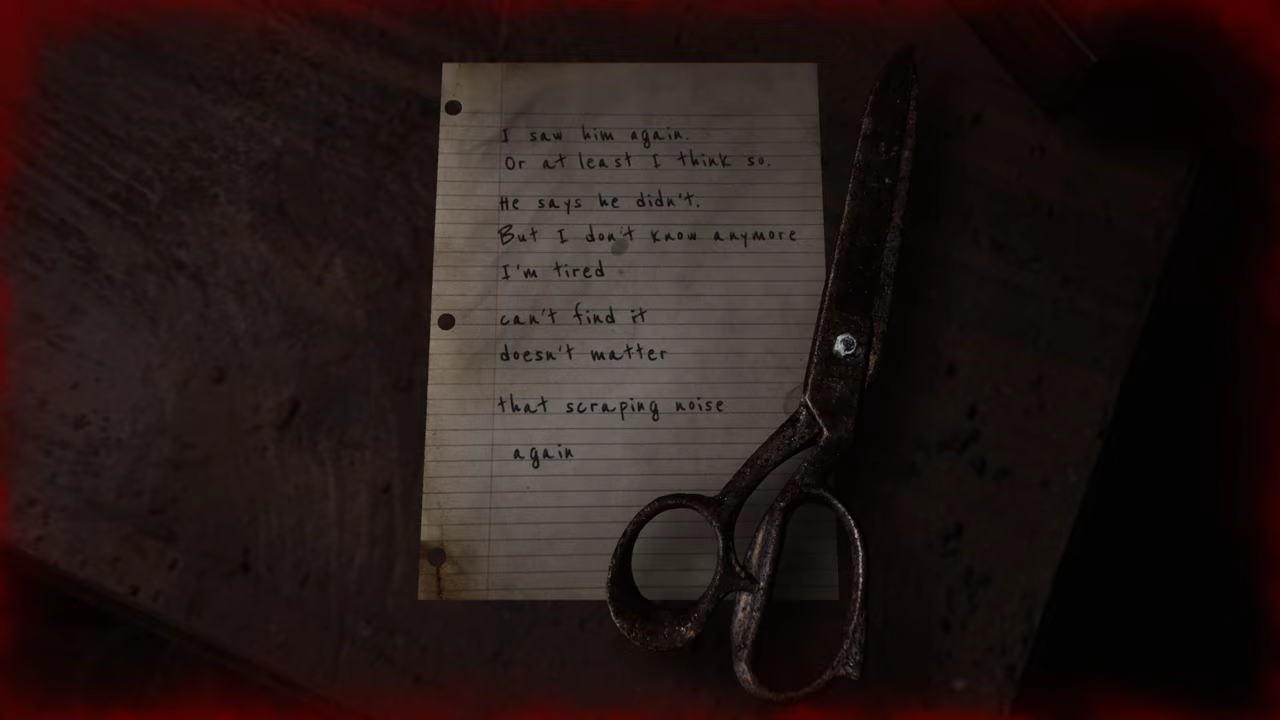 I saw him again.
Or at least I think so.
He says he didn't.
But I don't know anymore
I'm tired
can't find it
doesn't matter
that scraping noise
again